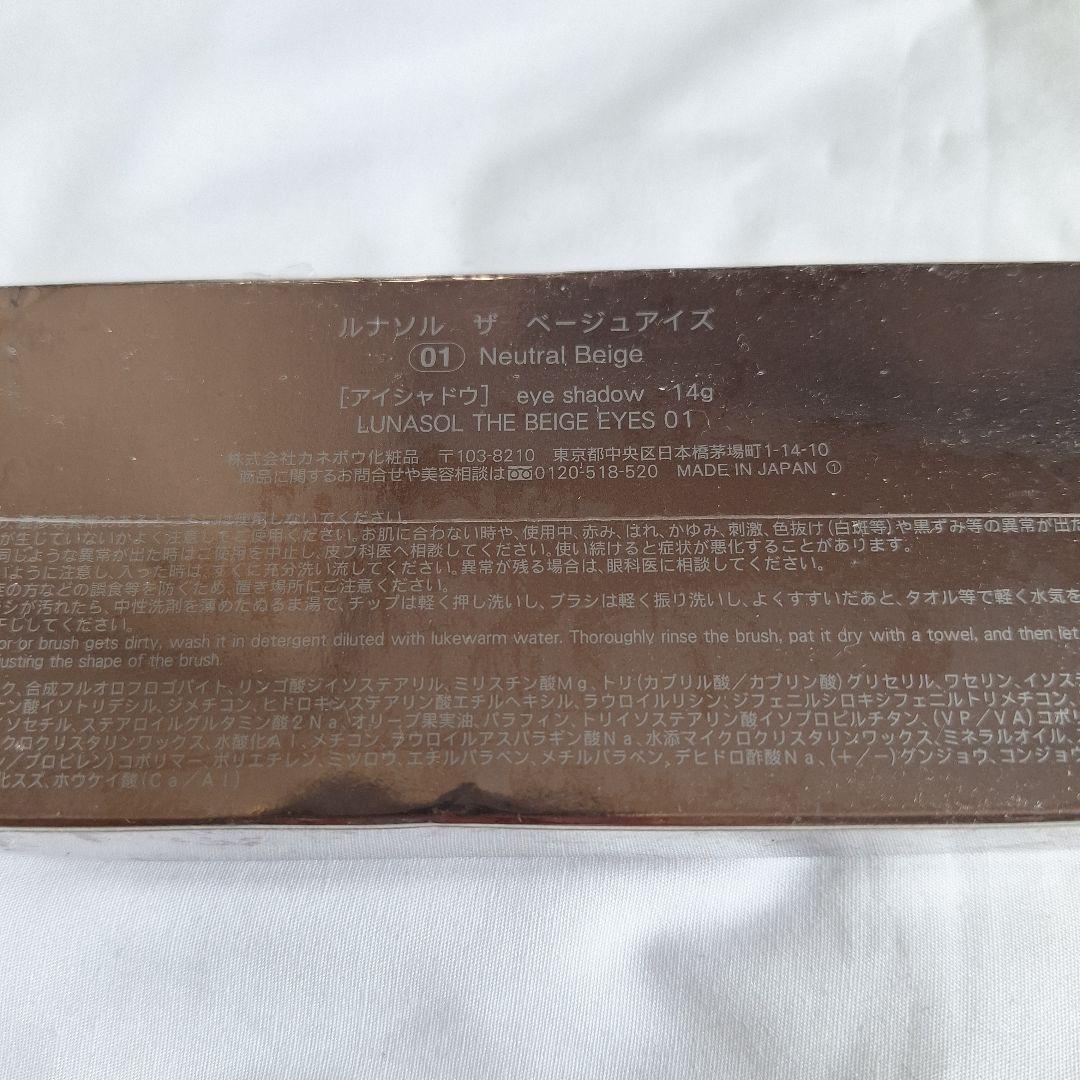 ルナソル ザ ベージュアイズ
01 Neutral Beige
[アイシャドウ] eye shadow 14g
LUNASOL THE BEIGE EYES 01
株式会社カネボウ化粧品 〒103-8210 東京都中央区日本橋茅場町1-14-10
商品に関するお問合せや美容相談は 0120-518-520 MADE IN JAPAN ①
使用しないでください。
が生じていないかよく注意して使用ください。お肌に合わない時や、使用中、赤み、はれ、かゆみ、刺激、色抜け(白斑等)や黒ずみ等の異常が出た
同じような異常が出た時はご使用を中止し、皮フ科医へ相談してください。使い続けると症状が悪化することがあります。
いように注意し、入った時は、すぐに充分洗い流してください。異常が残る場合は、眼科医に相談してください。
の方などの誤食等を防ぐため、置き場所にご注意ください。
シが汚れたら、中性洗剤を薄めたぬるま湯で、チップは軽く押し洗いし、ブラシは軽く振り洗いし、よくすすいだあと、タオル等で軽く水気を
干ししてください。
or or brush gets dirty, wash it in detergent diluted with lukewarm water. Thoroughly rinse the brush, pat it dry with a towel, and then let
justing the shape of the brush.
ク、合成フルオロフロゴパイト、リンゴ酸ジイソステアリル、ミリスチン酸Mg、トリ(カプリル酸/カプリン酸)グリセリル、ワセリン、イソステ
ン酸イソトリデシル、ジメチコン、ヒドロキシステアリン酸エチルヘキシル、ラウロイルリシン、ジフェニルシロキシフェニルトリメチコン、
イソセチル、ステアロイルグルタミン酸2Na、オリーブ果実油、パラフィン、トリイソステアリン酸イソプロピルチタン、(VP/VA)コポリ
クロクリスタリンワックス、水酸化Al、メチコン、ラウロイルアスパラギン酸Na、水添マイクロクリスタリンワックス、ミネラルオイル、
ン/プロピレン)コポリマー、ポリエチレン、ミツロウ、エチルパラベン、メチルパラベン、デヒドロ酢酸Na、(+/-)グンジョウ、コンジョウ
化スズ、ホウケイ酸(Ca/Al)